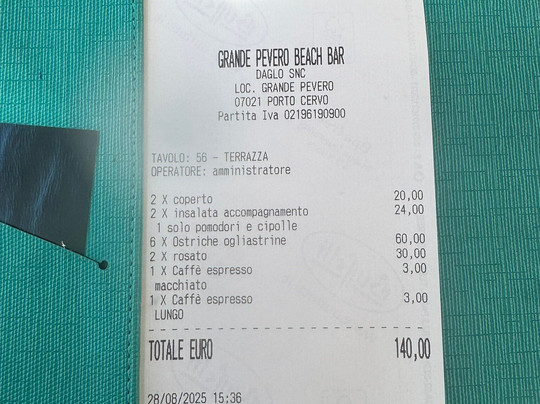 GRANDE PEVERO BEACH BAR
DAGLO SNC
LOC. GRANDE PEVERO
07021 PORTO CERVO
Partita Iva 02196190900
TAVOLO: 56 - TERRAZZA
OPERATORE: amministratore
2 X coperto 20,00
2 X insalata accompagnamento 24,00
1 solo pomodori e cipolle
6 X Ostriche ogliastrine 60,00
2 X rosato 30,00
1 X Caffè espresso 3,00
macchiato
1 X Caffè espresso 3,00
LUNGO
TOTALE EURO 140,00
28/08/2025 15:36